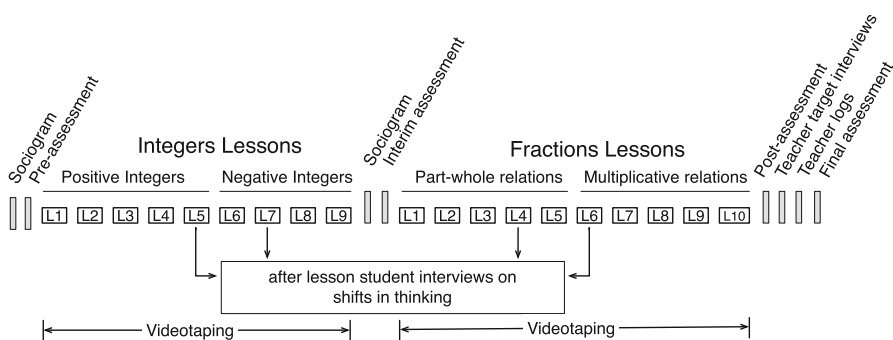 Sociogram
Pre-assessment
Sociogram
Interim assessment
Post-assessment
Teacher target interviews
Teacher logs
Final assessment
Integers Lessons
Fractions Lessons
Positive Integers
Negative Integers
Part-whole relations
Multiplicative relations
L1 L2 L3 L4 L5 L6 L7 L8 L9
L1 L2 L3 L4 L5 L6 L7 L8 L9 L10
after lesson student interviews on
shifts in thinking
Videotaping
Videotaping